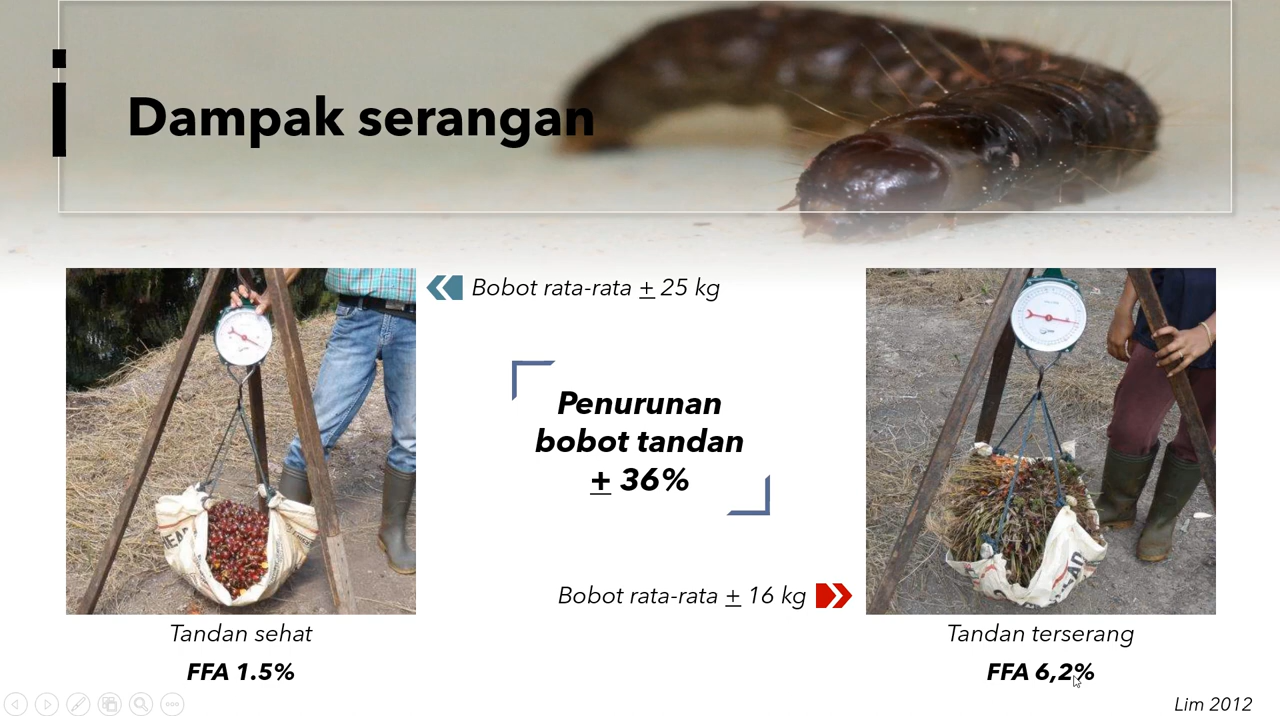 Dampak serangan
Bobot rata-rata ± 25 kg
Penurunan
bobot tandan
± 36%
Bobot rata-rata ± 16 kg
Tandan sehat
FFA 1.5%
Tandan terserang
FFA 6,2%
Lim 2012